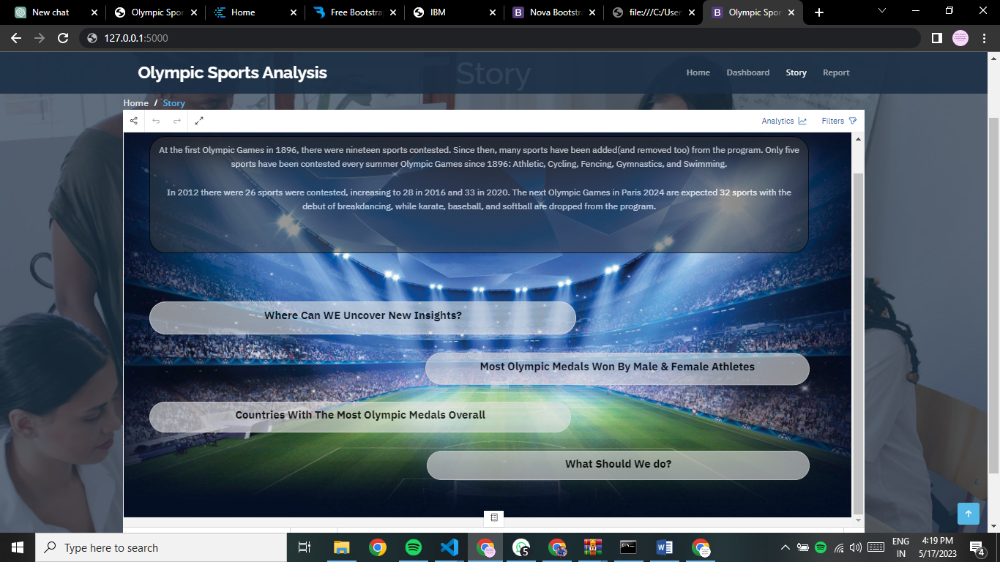 New chat
Olympic Spor
Home
Free Bootstra
IBM
Nova Bootstra
file:///C:/User
Olympic Spor
127.0.0.1:5000
Story
Olympic Sports Analysis
Home
Dashboard
Story
Report
Home / Story
Analytics
Filters
At the first Olympic Games in 1896, there were nineteen sports contested. Since then, many sports have been added(and removed too) from the program. Only five
sports have been contested every summer Olympic Games since 1896: Athletic, Cycling, Fencing, Gymnastics, and Swimming.
In 2012 there were 26 sports were contested, increasing to 28 in 2016 and 33 in 2020. The next Olympic Games in Paris 2024 are expected 32 sports with the
debut of breakdancing, while karate, baseball, and softball are dropped from the program.
Where Can WE Uncover New Insights?
Most Olympic Medals Won By Male & Female Athletes
Countries With The Most Olympic Medals Overall
What Should We do?
Type here to search
5
ENG
IN
4:19 PM
5/17/2023
4